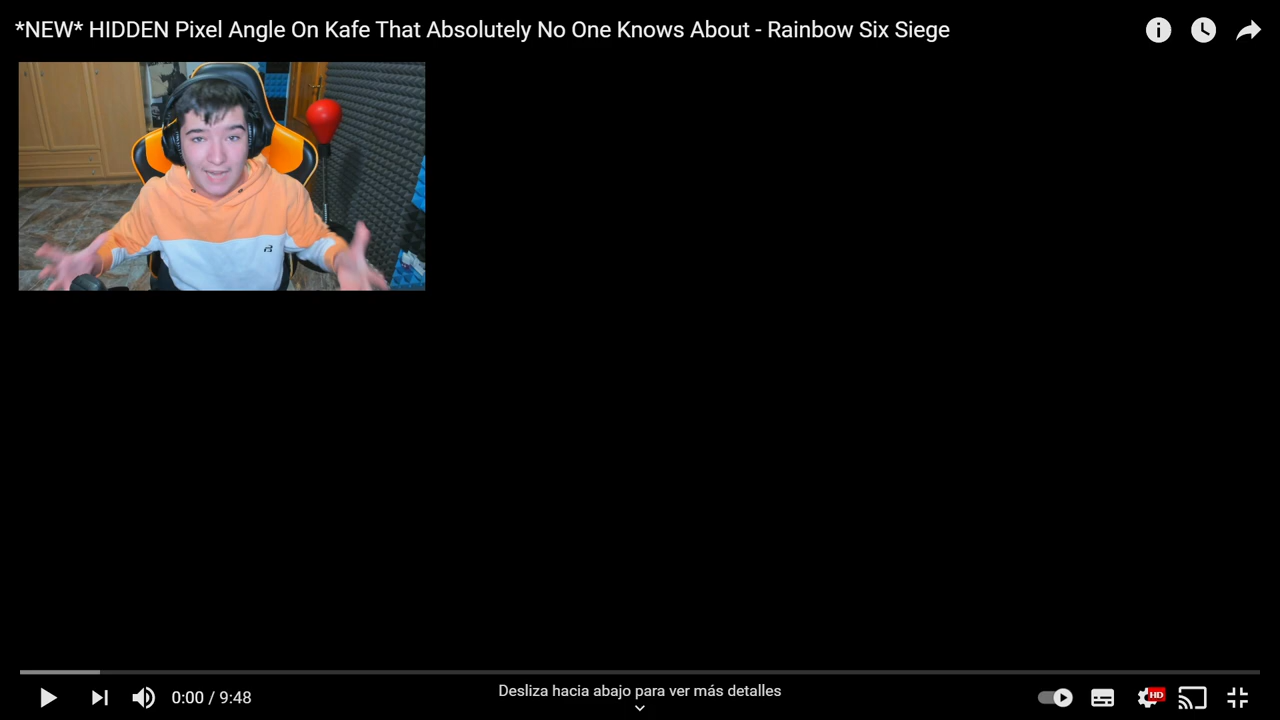 *NEW* HIDDEN Pixel Angle On Kafe That Absolutely No One Knows About - Rainbow Six Siege
0:00 / 9:48
Desliza hacia abajo para ver más detalles
HD